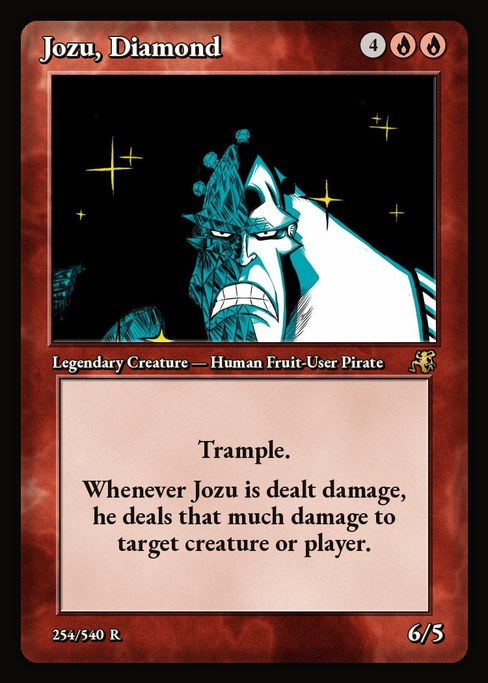 Jozu, Diamond 4
Legendary Creature — Human Fruit-User Pirate
Trample.
Whenever Jozu is dealt damage,
he deals that much damage to
target creature or player.
254/540 R 6/5